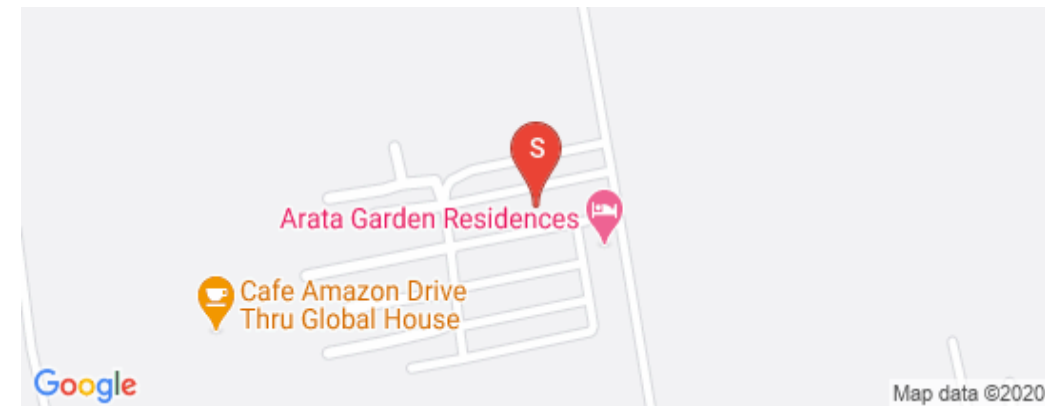 S
Arata Garden Residences
Cafe Amazon Drive
Thru Global House
Google
Map data ©2020